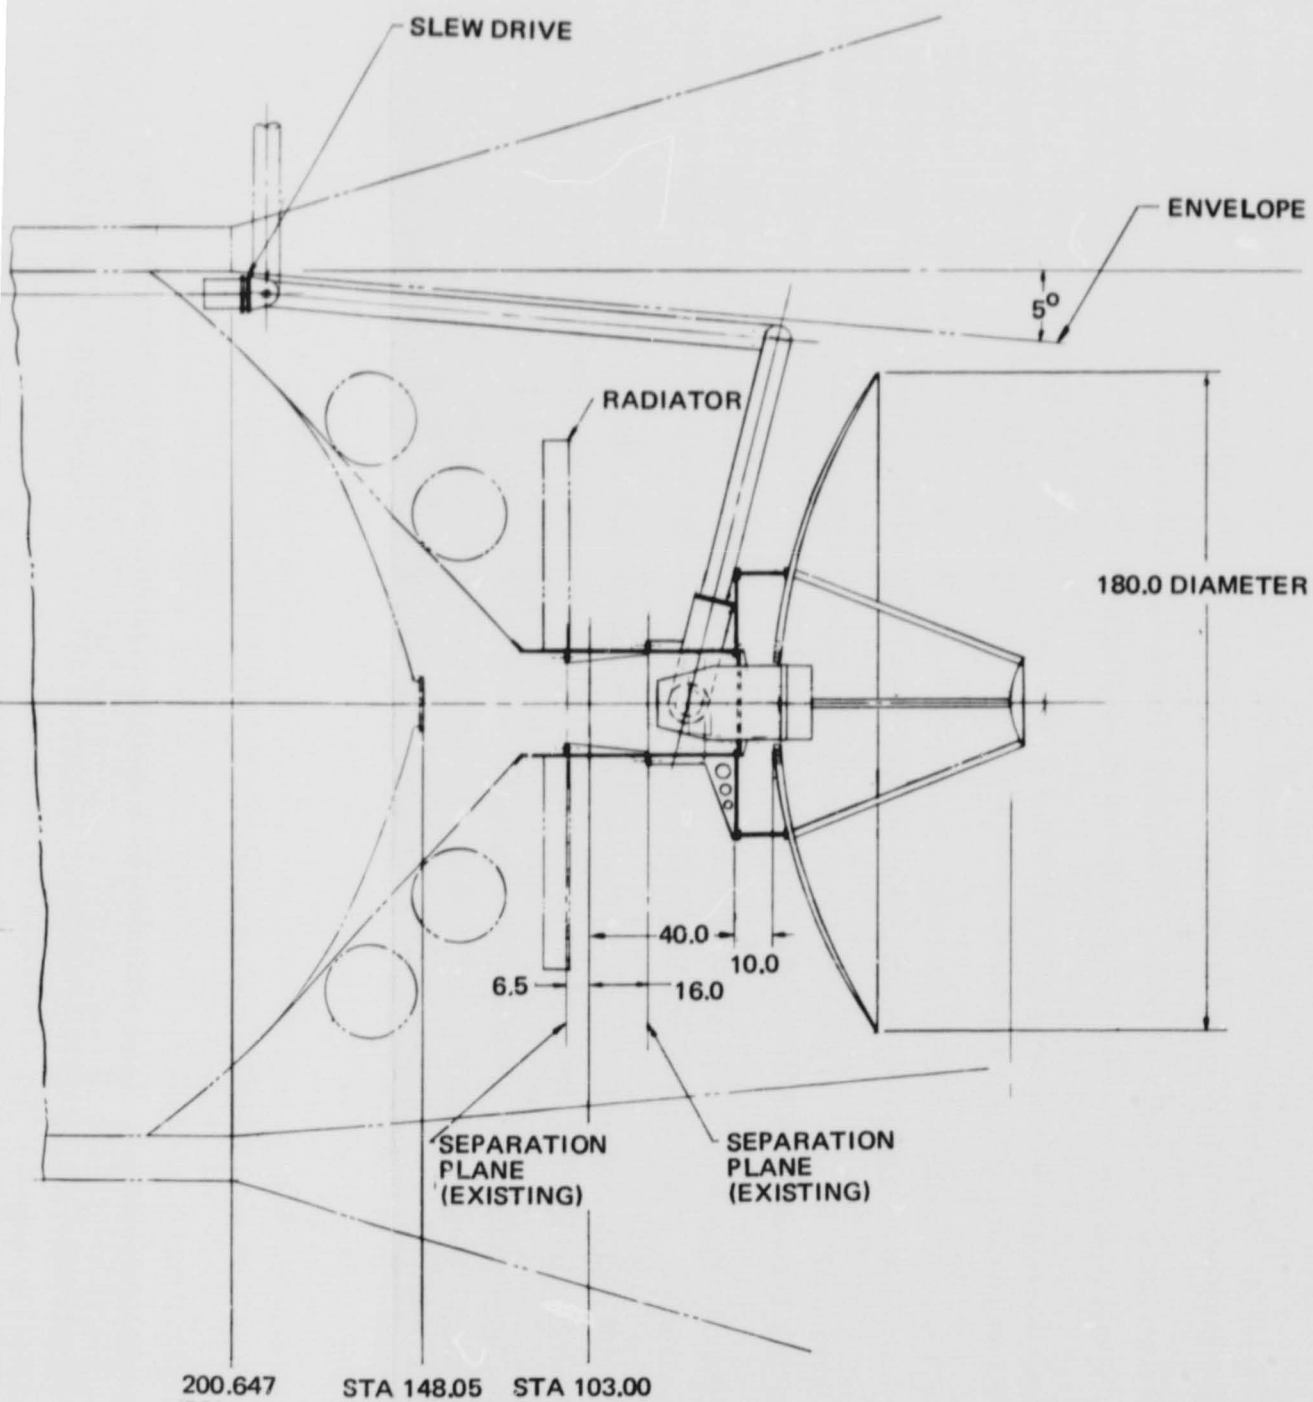 SLEW DRIVE
ENVELOPE
5°
RADIATOR
180.0 DIAMETER
40.0
10.0
6.5
16.0
SEPARATION
PLANE
(EXISTING)
SEPARATION
PLANE
(EXISTING)
200.647
STA 148.05
STA 103.00